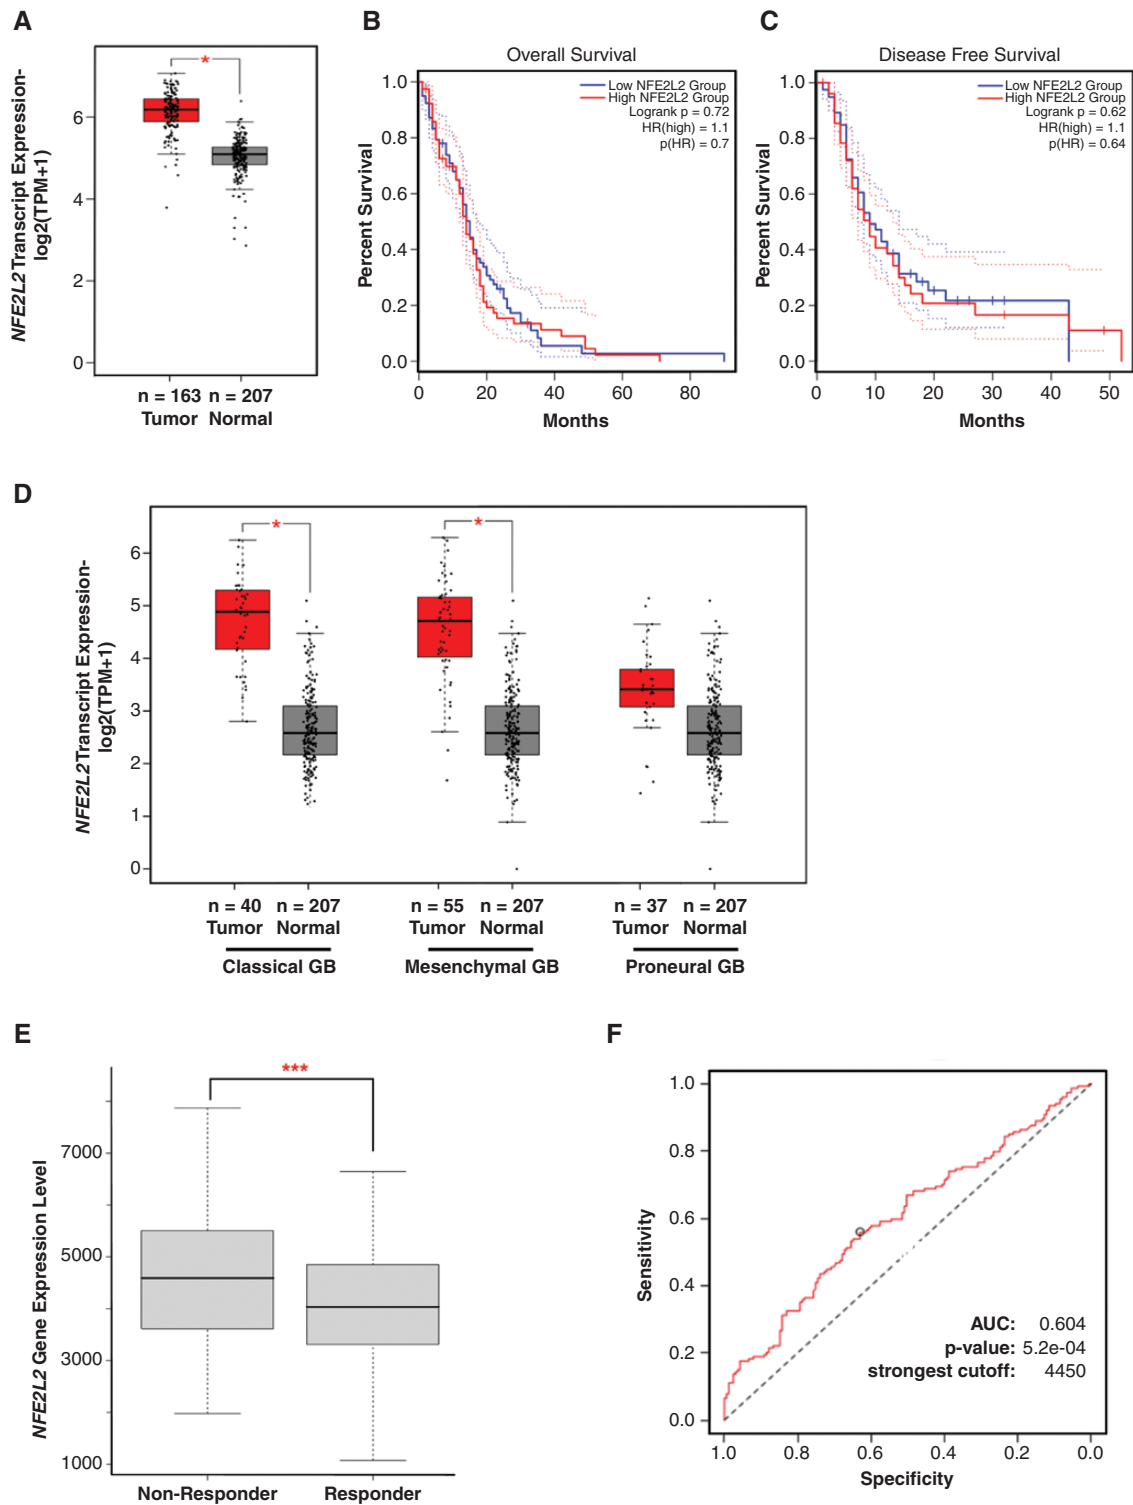 A
*
NFE2L2 Transcript Expression-
log2(TPM+1)
6
4
2
0
n = 163 n = 207
Tumor Normal
B
Overall Survival
Low NFE2L2 Group
High NFE2L2 Group
Logrank p = 0.72
HR(high) = 1.1
p(HR) = 0.7
Percent Survival
1.0
0.8
0.6
0.4
0.2
0.0
0 20 40 60 80
Months
C
Disease Free Survival
Low NFE2L2 Group
High NFE2L2 Group
Logrank p = 0.62
HR(high) = 1.1
p(HR) = 0.64
Percent Survival
1.0
0.8
0.6
0.4
0.2
0.0
0 10 20 30 40 50
Months
D
* *
NFE2L2 Transcript Expression-
log2(TPM+1)
6
5
4
3
2
1
0
n = 40 n = 207 n = 55 n = 207 n = 37 n = 207
Tumor Normal Tumor Normal Tumor Normal
Classical GB Mesenchymal GB Proneural GB
E
***
NFE2L2 Gene Expression Level
7000
5000
3000
1000
Non-Responder Responder
F
Sensitivity
1.0
0.8
0.6
0.4
0.2
0.0
AUC: 0.604
p-value: 5.2e-04
strongest cutoff: 4450
1.0 0.8 0.6 0.4 0.2 0.0
Specificity